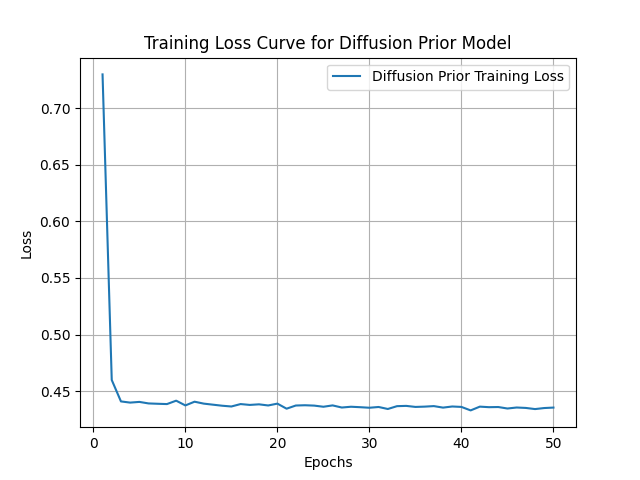 Training Loss Curve for Diffusion Prior Model
Diffusion Prior Training Loss
0.70
0.65
0.60
0.55
0.50
0.45
Loss
0 10 20 30 40 50
Epochs